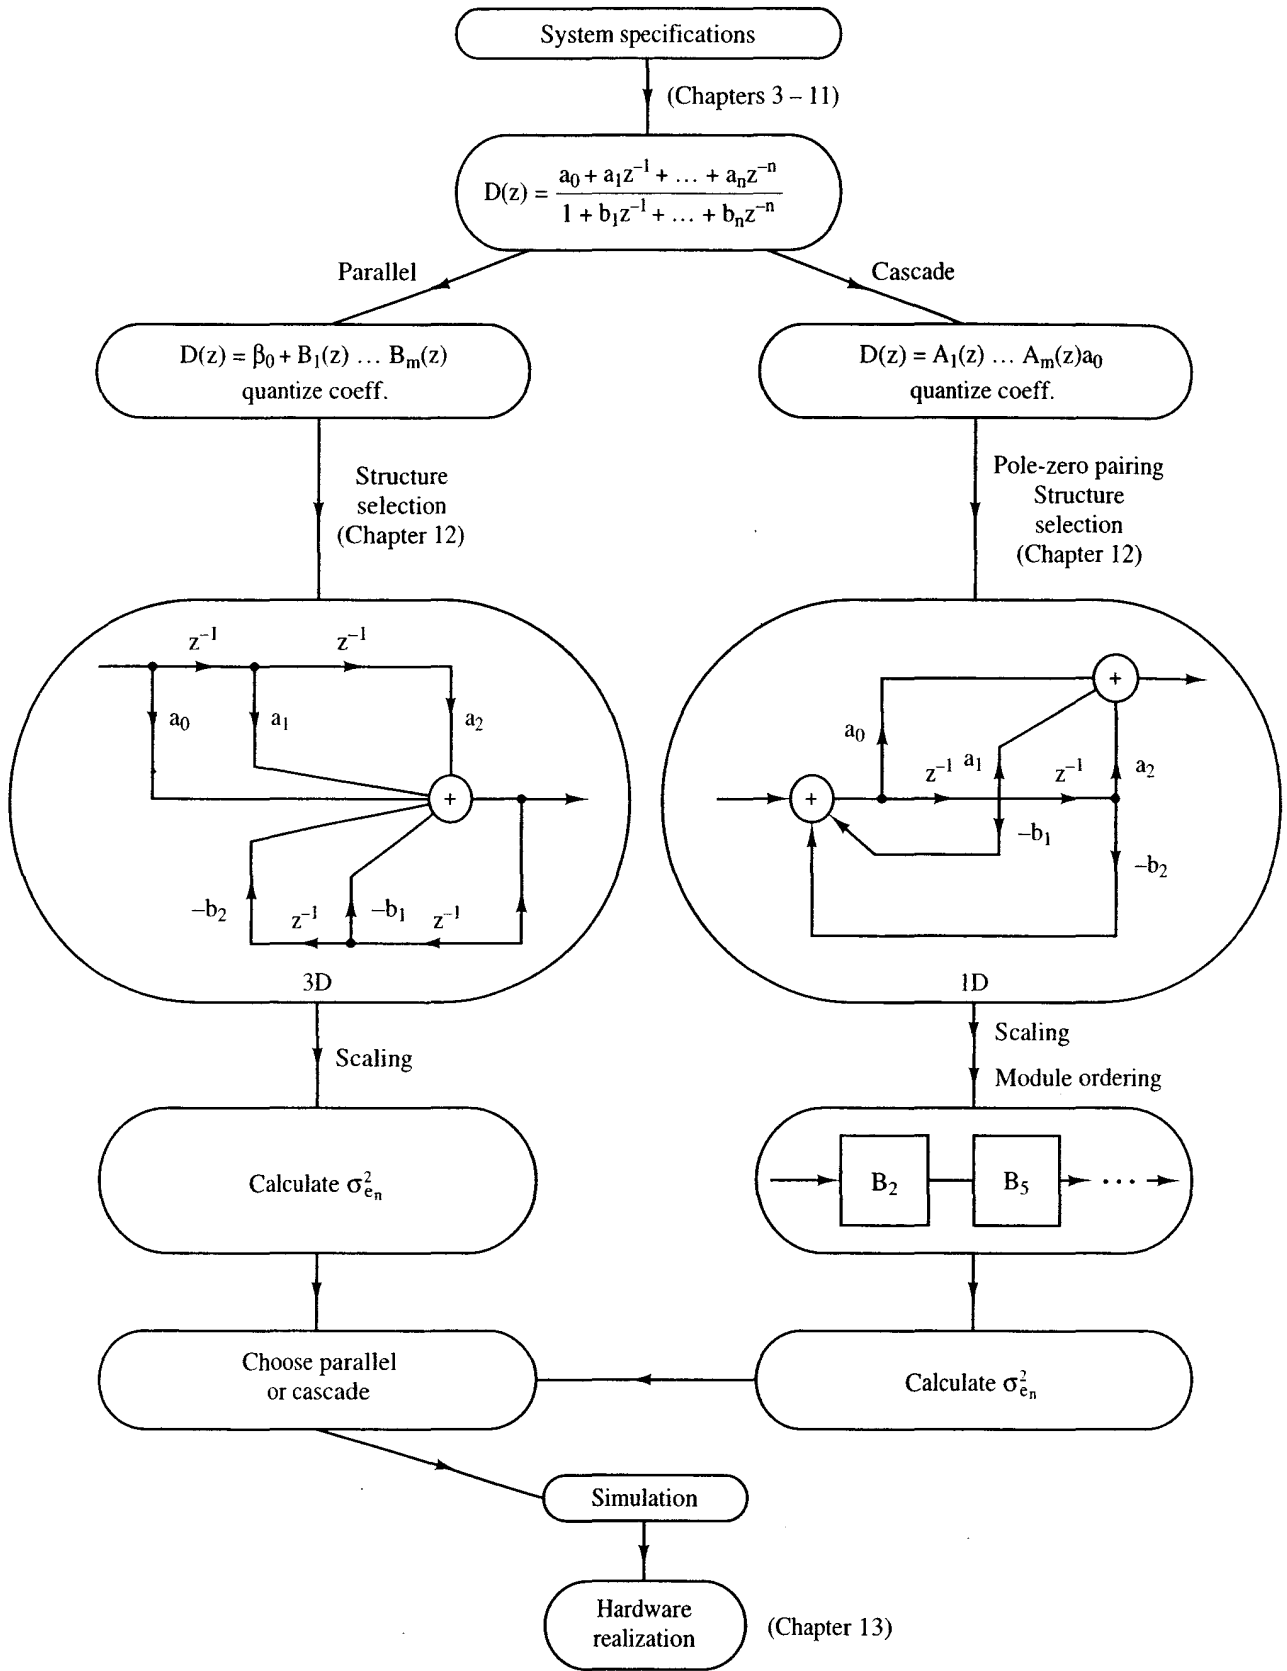 System specifications
(Chapters 3 – 11)
D(z) = a₀ + a₁z⁻¹ + … + aₙz⁻ⁿ / 1 + b₁z⁻¹ + … + bₙz⁻ⁿ
Parallel
Cascade
D(z) = β₀ + B₁(z) … Bₘ(z)
quantize coeff.
D(z) = A₁(z) … Aₘ(z)a₀
quantize coeff.
Structure
selection
(Chapter 12)
Pole-zero pairing
Structure
selection
(Chapter 12)
z⁻¹
z⁻¹
a₀
a₁
a₂
+
–b₂
z⁻¹
–b₁
z⁻¹
3D
+
a₀
z⁻¹
a₁
z⁻¹
a₂
+
–b₁
–b₂
1D
Scaling
Scaling
Module ordering
Calculate σ²eₙ
B₂
B₅
…
Choose parallel
or cascade
Calculate σ²eₙ
Simulation
Hardware
realization
(Chapter 13)